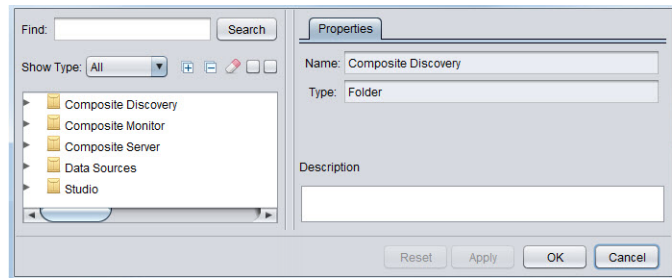 Find: Search
Show Type: All
Composite Discovery
Composite Monitor
Composite Server
Data Sources
Studio
Properties
Name: Composite Discovery
Type: Folder
Description
Reset Apply OK Cancel